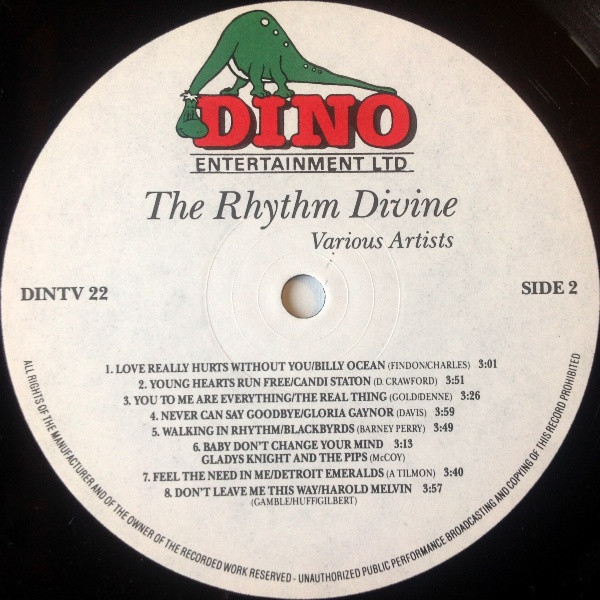 DINO
ENTERTAINMENT LTD
The Rhythm Divine
Various Artists
DINTV 22
SIDE 2
1. LOVE REALLY HURTS WITHOUT YOU/BILLY OCEAN (FINDON/CHARLES) 3:01
2. YOUNG HEARTS RUN FREE/CANDI STATON (D. CRAWFORD) 3:51
3. YOU TO ME ARE EVERYTHING/THE REAL THING (GOLD/DENNE) 3:26
4. NEVER CAN SAY GOODBYE/GLORIA GAYNOR (DAVIS) 3:59
5. WALKING IN RHYTHM/BLACKBYRDS (BARNEY PERRY) 3:49
6. BABY DON'T CHANGE YOUR MIND 3:13
GLADYS KNIGHT AND THE PIPS (McCOY)
7. FEEL THE NEED IN ME/DETROIT EMERALDS (A TILMON) 3:40
8. DON'T LEAVE ME THIS WAY/HAROLD MELVIN 3:57
(GAMBLE/HUFF/GILBERT)
ALL RIGHTS OF THE MANUFACTURER AND OF THE OWNER OF THE RECORDED WORK RESERVED - UNAUTHORIZED PUBLIC PERFORMANCE BROADCASTING AND COPYING OF THIS RECORD PROHIBITED